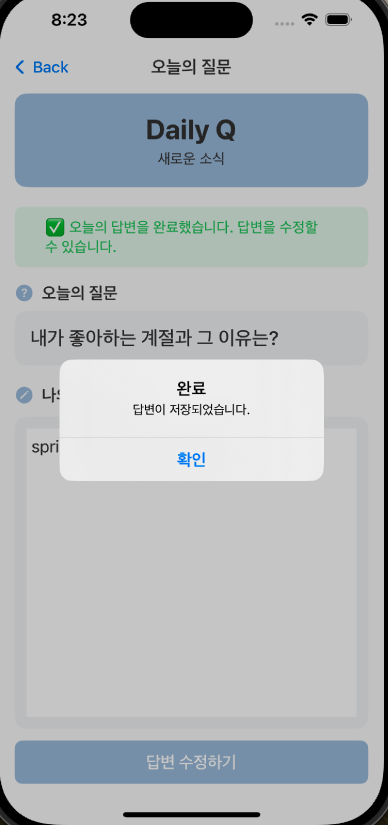 8:23
Back
오늘의 질문
Daily Q
새로운 소식
✅ 오늘의 답변을 완료했습니다. 답변을 수정할
수 있습니다.
? 오늘의 질문
내가 좋아하는 계절과 그 이유는?
완료
답변이 저장되었습니다.
확인
spri
답변 수정하기